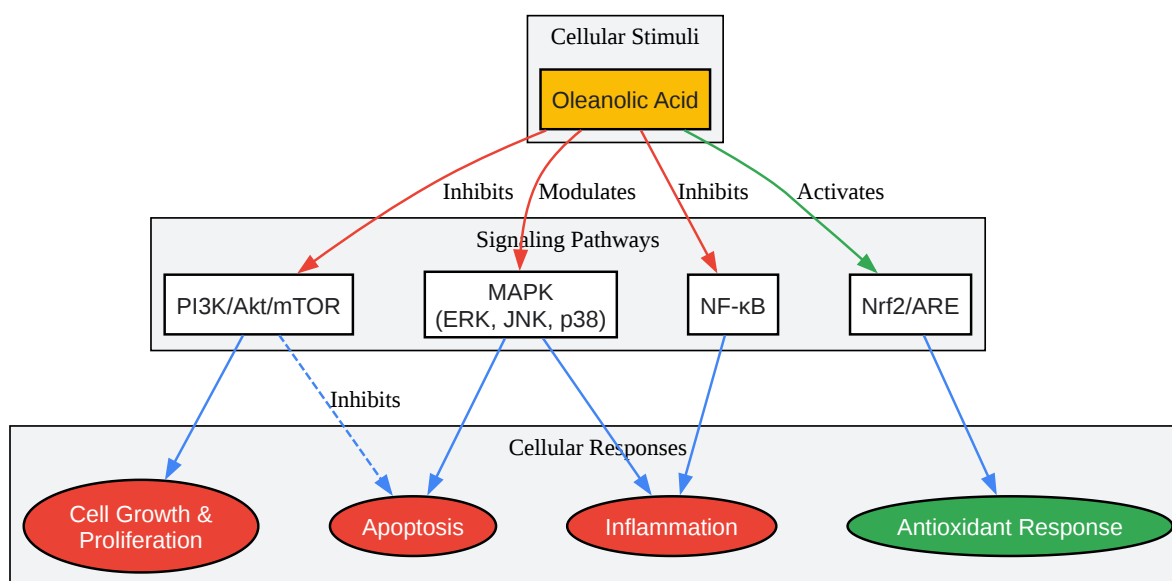 Cellular Stimuli
Oleanolic Acid
Inhibits
Modulates
Inhibits
Activates
Signaling Pathways
PI3K/Akt/mTOR
MAPK
(ERK, JNK, p38)
NF-κB
Nrf2/ARE
Inhibits
Cellular Responses
Cell Growth &
Proliferation
Apoptosis
Inflammation
Antioxidant Response